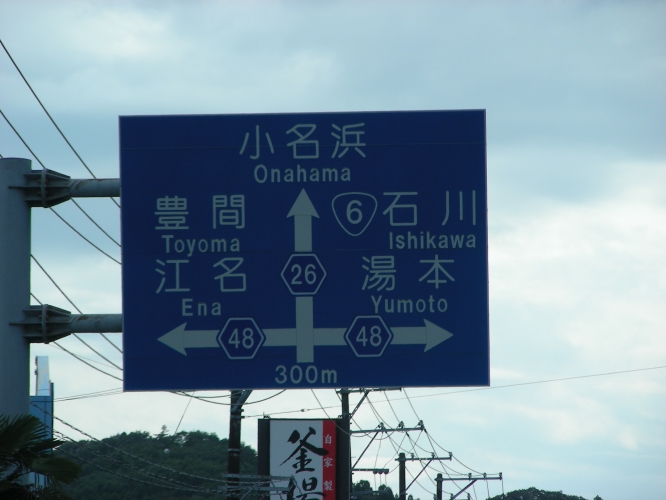 小名浜
Onahama
豊間
Toyoma
6 石川
Ishikawa
江名
Ena
26
湯本
Yumoto
48
48
300m
自家製
釜